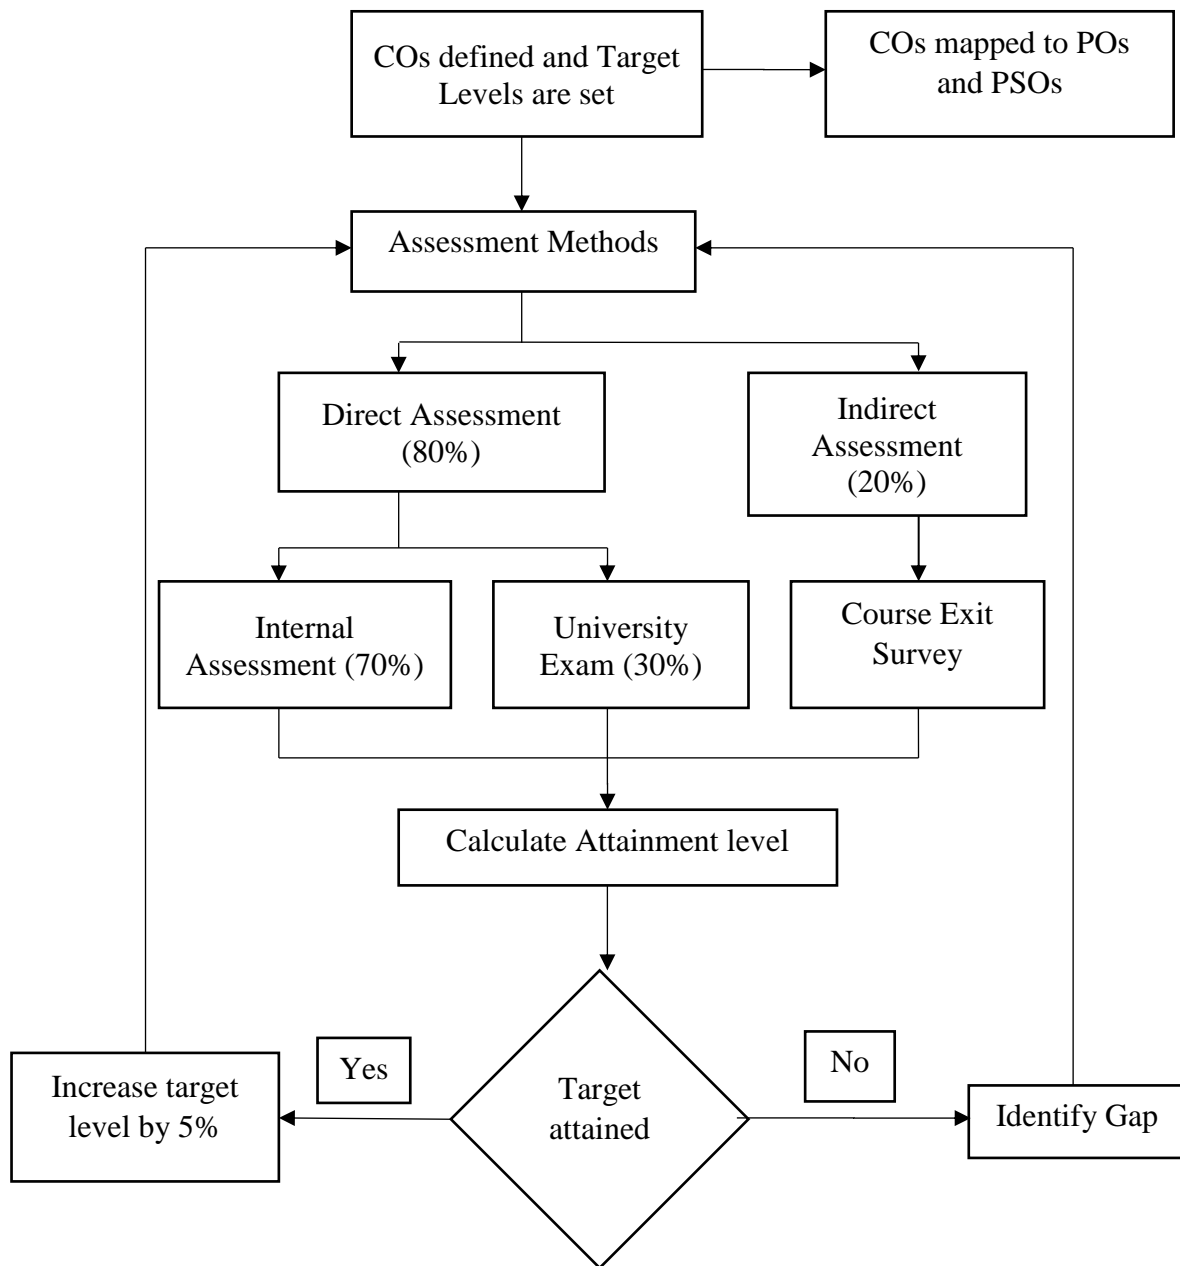 COs defined and Target
Levels are set
COs mapped to POs
and PSOs
Assessment Methods
Direct Assessment
(80%)
Indirect
Assessment
(20%)
Internal
Assessment (70%)
University
Exam (30%)
Course Exit
Survey
Calculate Attainment level
Increase target
level by 5%
Yes
Target
attained
No
Identify Gap